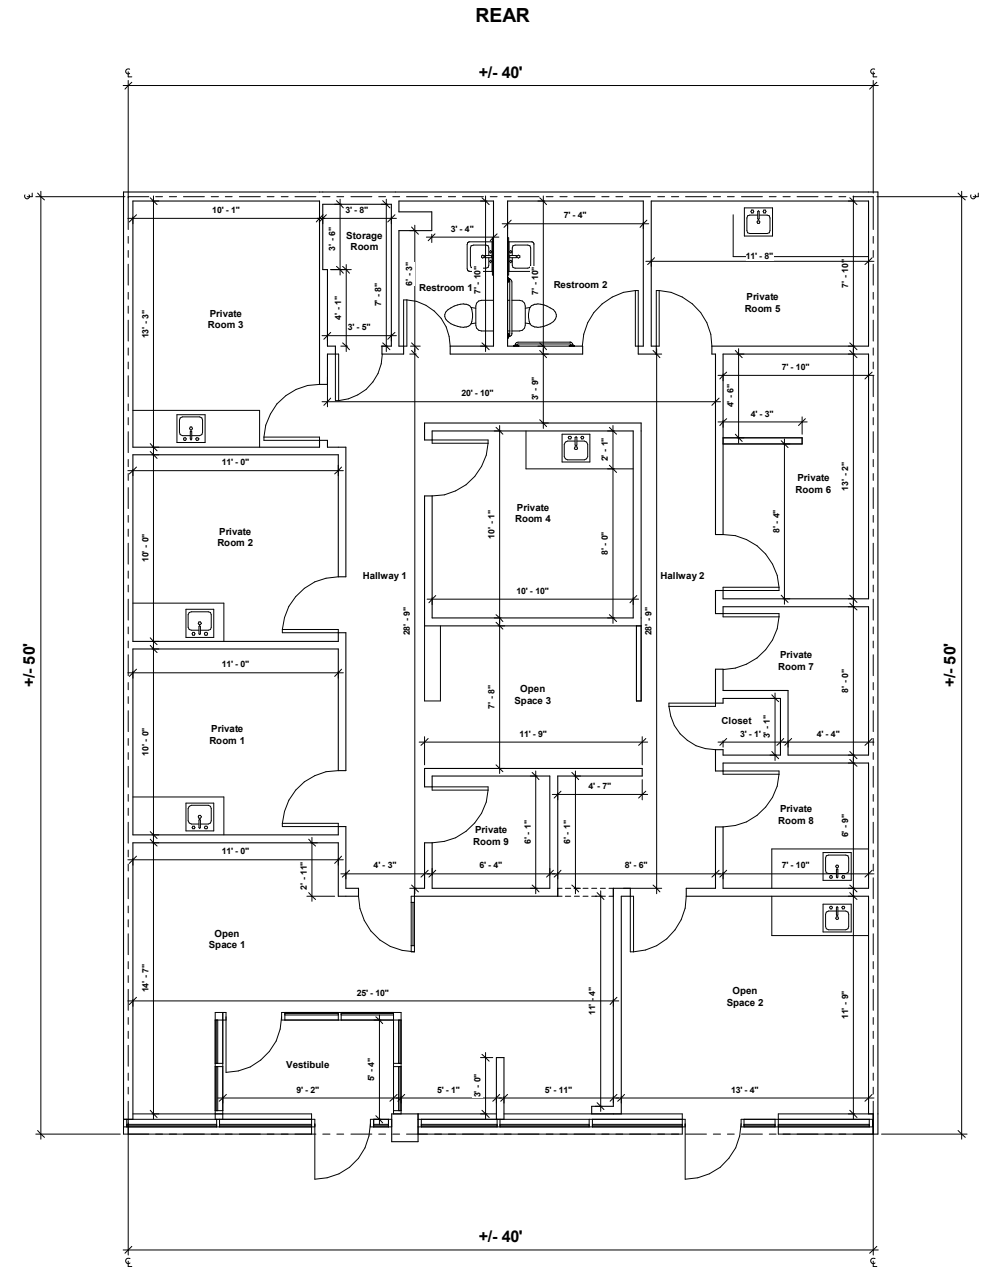 REAR
+/- 40'
10' - 1"
3' - 8"
3' - 6"
Storage
Room
3' - 4"
7' - 4"
11' - 8"
6' - 3"
7' - 10"
7' - 10"
7' - 10"
Restroom 1
Restroom 2
4' - 1"
7' - 8"
3' - 5"
Private
Room 5
13' - 3"
Private
Room 3
20' - 10"
3' - 9"
7' - 10"
4' - 6"
4' - 3"
11' - 0"
2' - 1"
Private
Room 6
13' - 2"
8' - 4"
Private
Room 4
10' - 1"
8' - 0"
10' - 0"
Private
Room 2
Hallway 1
10' - 10"
Hallway 2
28' - 9"
28' - 9"
+/- 50'
11' - 0"
+/- 50'
Private
Room 7
8' - 0"
Open
Space 3
7' - 8"
Closet
3' - 1"
3' - 1"
4' - 4"
10' - 0"
Private
Room 1
11' - 9"
4' - 7"
Private
Room 8
6' - 9"
Private
Room 9
6' - 1"
6' - 1"
11' - 0"
2' - 11"
4' - 3"
6' - 4"
8' - 6"
7' - 10"
Open
Space 1
14' - 7"
25' - 10"
11' - 4"
Open
Space 2
11' - 9"
Vestibule
5' - 4"
9' - 2"
5' - 1"
3' - 0"
5' - 11"
13' - 4"
+/- 40'